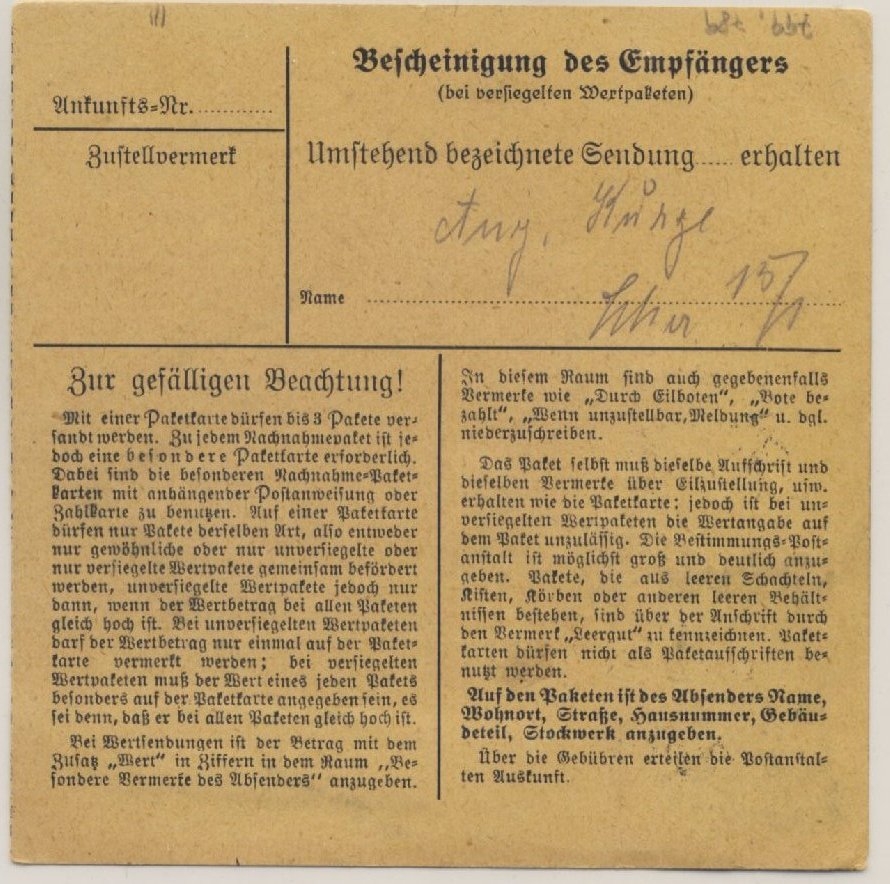 Ankunfts-Nr. ............
Zustellvermerk
Bescheinigung des Empfängers
(bei versiegelten Wertpaketen)
Umstehend bezeichnete Sendung ..... erhalten
Aug. Kurze
Name
15/1
Zur gefälligen Beachtung!
Mit einer Paketkarte dürfen bis 3 Pakete ver-
sandt werden. Zu jedem Nachnahmepaket ist je-
doch eine besondere Paketkarte erforderlich.
Dabei sind die besonderen Nachnahme-Paket-
karten mit anhängender Postanweisung oder
Zahlkarte zu benutzen. Auf einer Paketkarte
dürfen nur Pakete derselben Art, also entweder
nur gewöhnliche oder nur unversiegelte oder
nur versiegelte Wertpakete gemeinsam befördert
werden, unversiegelte Wertpakete jedoch nur
dann, wenn der Wertbetrag bei allen Paketen
gleich hoch ist. Bei unversiegelten Wertpaketen
darf der Wertbetrag nur einmal auf der Paket-
karte vermerkt werden; bei versiegelten
Wertpaketen muß der Wert eines jeden Pakets
besonders auf der Paketkarte angegeben sein, es
sei denn, daß er bei allen Paketen gleich hoch ist.
Bei Wertsendungen ist der Betrag mit dem
Zusatz „Wert" in Ziffern in dem Raum „Be-
sondere Vermerke des Absenders" anzugeben.
In diesem Raum sind auch gegebenenfalls
Vermerke wie „Durch Eilboten", „Bote be-
zahlt", „Wenn unzustellbar, Meldung" u. dgl.
niederzuschreiben.
Das Paket selbst muß dieselbe Aufschrift und
dieselben Vermerke über Eilzustellung, usw.
erhalten wie die Paketkarte: jedoch ist bei un-
versiegelten Wertpaketen die Wertangabe auf
dem Paket unzulässig. Die Bestimmungs-Post-
anstalt ist möglichst groß und deutlich anzu-
geben. Pakete, die aus leeren Schachteln,
Kisten, Körben oder anderen leeren Behält-
nissen bestehen, sind über der Anschrift durch
den Vermerk „Leergut" zu kennzeichnen. Paket-
karten dürfen nicht als Paketaufschriften be-
nutzt werden.
Auf den Paketen ist des Absenders Name,
Wohnort, Straße, Hausnummer, Gebäu-
deteil, Stockwerk anzugeben.
Über die Gebühren erteilen die Postanstal-
ten Auskunft.